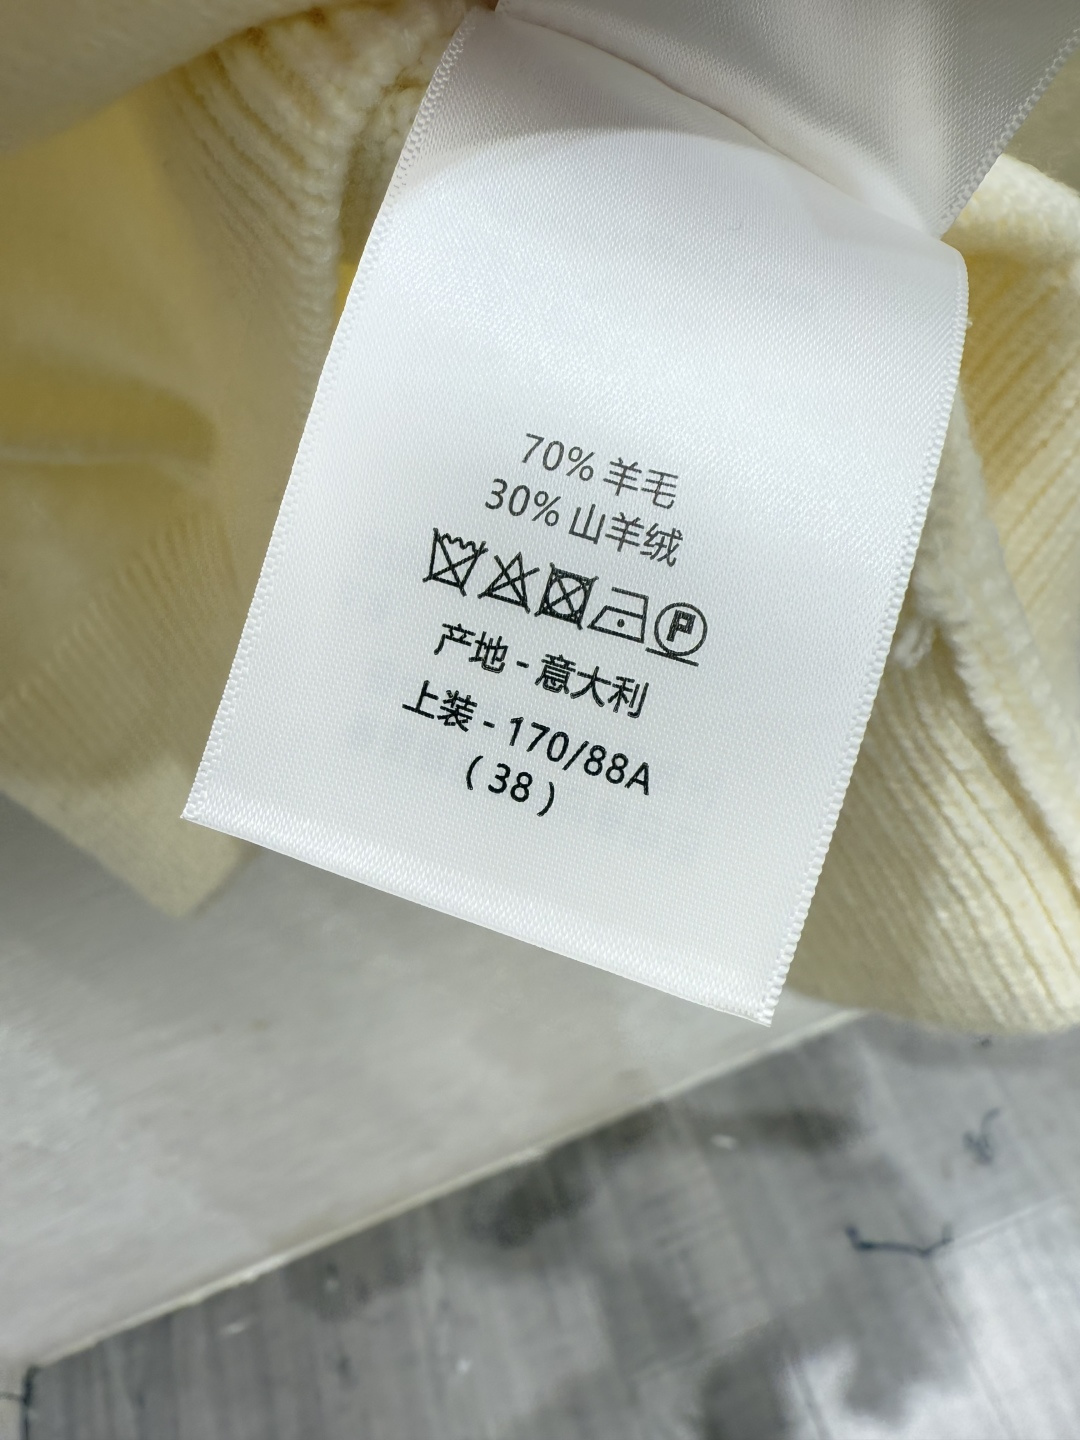 70% 羊毛
30% 山羊绒
P
产地 - 意大利
上装 - 170/88A
( 38 )